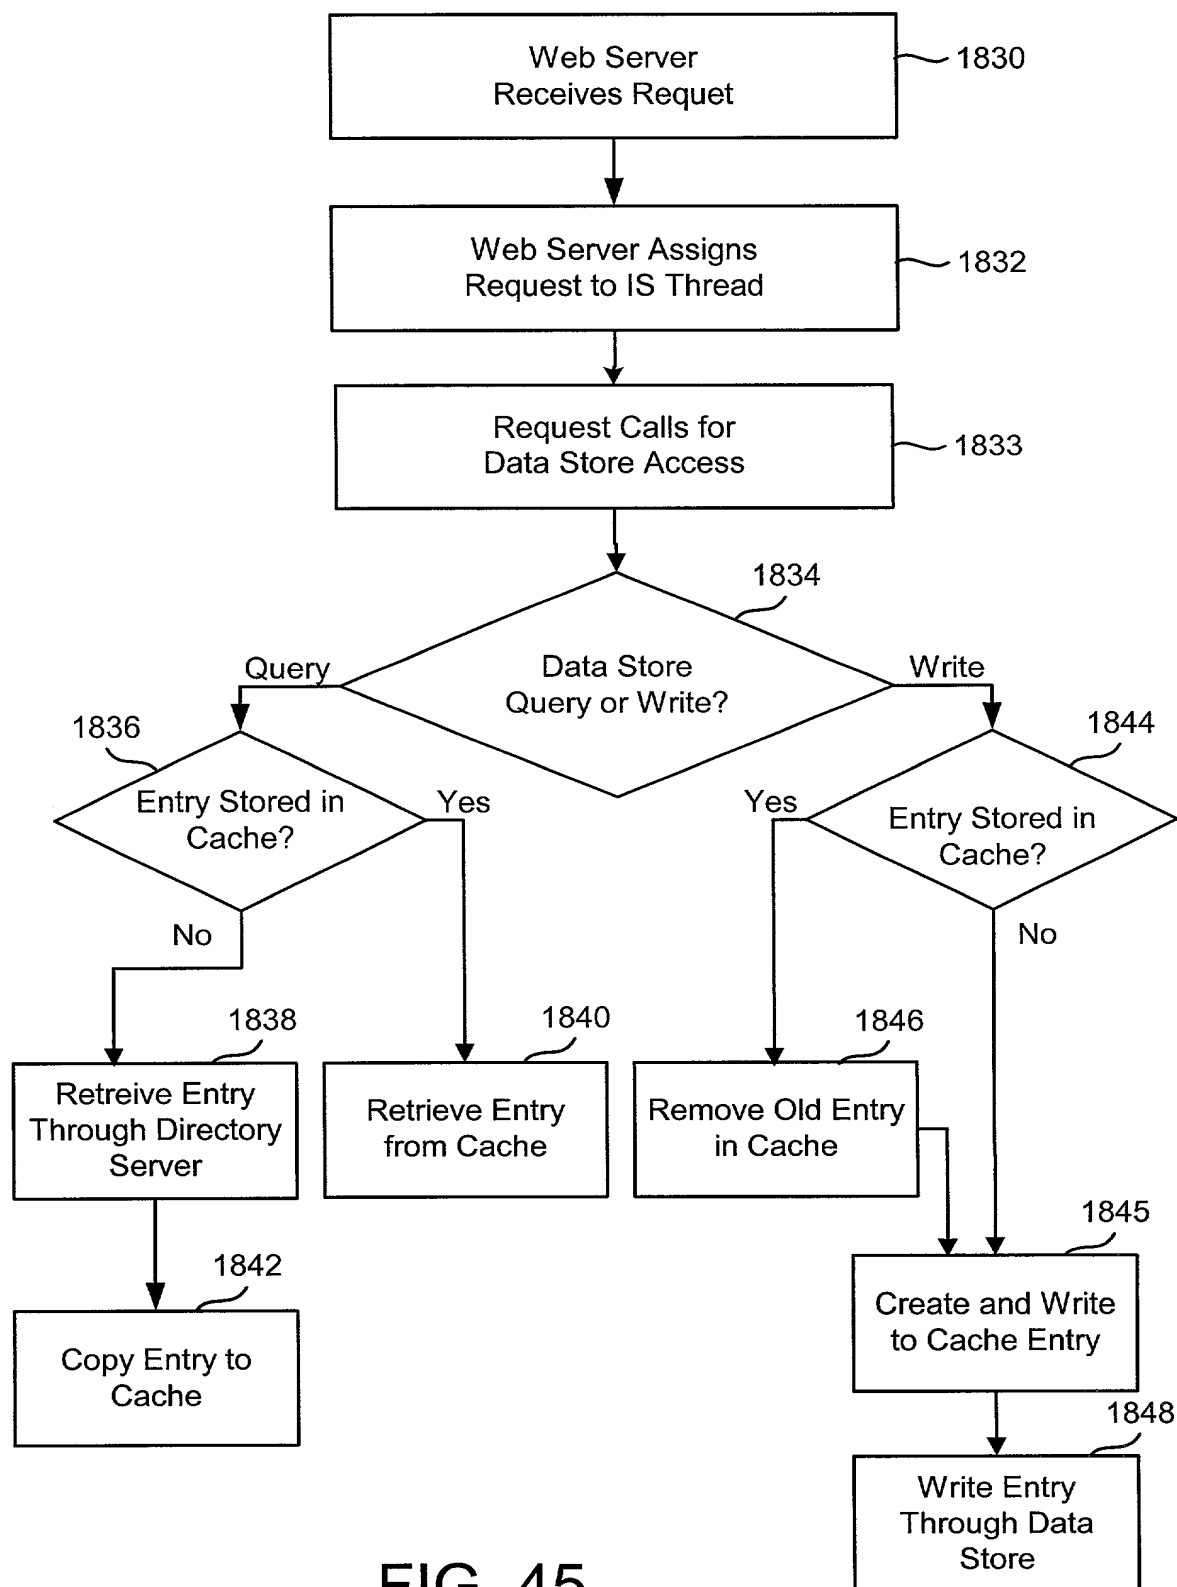 Web Server
Receives Requet
1830
Web Server Assigns
Request to IS Thread
1832
Request Calls for
Data Store Access
1833
1834
Data Store
Query or Write?
Query
Write
1836
Entry Stored in
Cache?
Yes
No
1844
Entry Stored in
Cache?
Yes
No
1838
Retreive Entry
Through Directory
Server
1840
Retrieve Entry
from Cache
1846
Remove Old Entry
in Cache
1842
Copy Entry to
Cache
1845
Create and Write
to Cache Entry
1848
Write Entry
Through Data
Store
FIG. 45